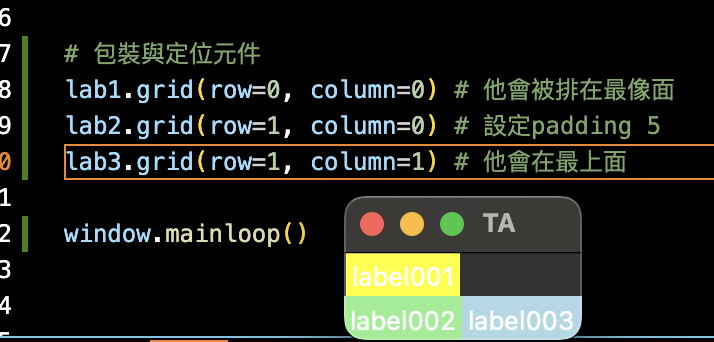 6
7 # 包裝與定位元件
8 lab1.grid(row=0, column=0) # 他會被排在最像面
9 lab2.grid(row=1, column=0) # 設定padding 5
0 lab3.grid(row=1, column=1) # 他會在最上面
1
2 window.mainloop()
3
4
TA
label001
label002 label003